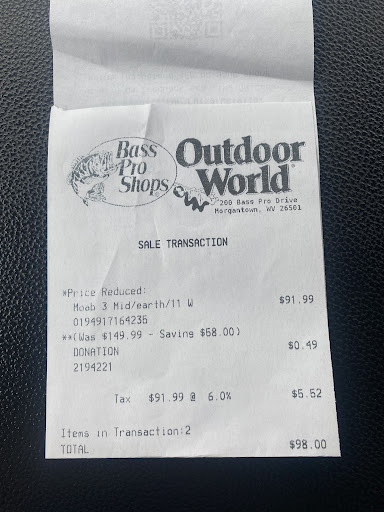 Bass
Pro
Shops
Outdoor
World
200 Bass Pro Drive
Morgantown, WV 26501
SALE TRANSACTION
*Price Reduced:
Moab 3 Mid/earth/11 W $91.99
0194917164235
**(Was $149.99 - Saving $58.00)
DONATION $0.49
2194221
Tax $91.99 @ 6.0% $5.52
Items in Transaction:2
TOTAL $98.00